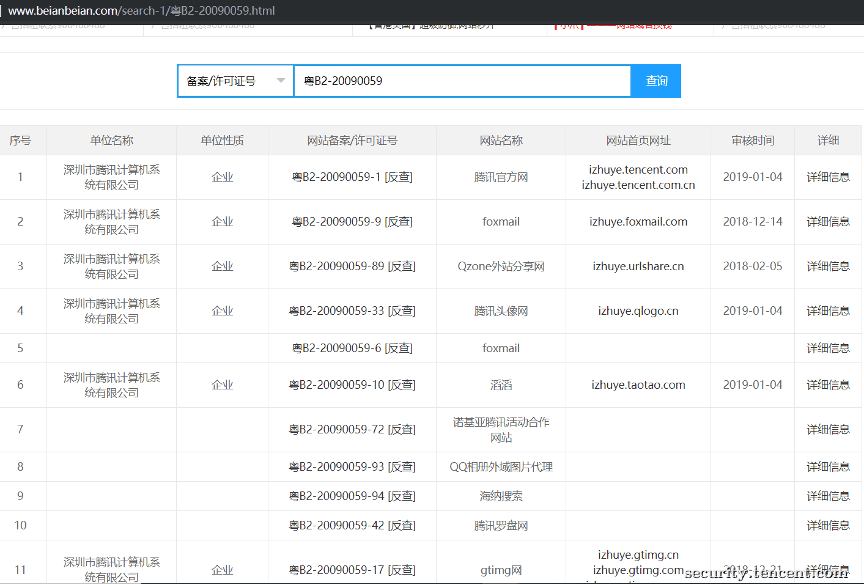 www.beianbeian.com/search-1/粤B2-20090059.html
备案/许可证号 粤B2-20090059 查询
序号 单位名称 单位性质 网站备案/许可证号 网站名称 网站首页网址 审核时间 详细
1 深圳市腾讯计算机系 企业 粤B2-20090059-1 [反查] 腾讯官方网 izhuye.tencent.com 2019-01-04 详细信息
统有限公司 izhuye.tencent.com.cn
2 深圳市腾讯计算机系 企业 粤B2-20090059-9 [反查] foxmail izhuye.foxmail.com 2018-12-14 详细信息
统有限公司
3 深圳市腾讯计算机系 企业 粤B2-20090059-89 [反查] Qzone外站分享网 izhuye.urlshare.cn 2018-02-05 详细信息
统有限公司
4 深圳市腾讯计算机系 企业 粤B2-20090059-33 [反查] 腾讯头像网 izhuye.qlogo.cn 2019-01-04 详细信息
统有限公司
5 粤B2-20090059-6 [反查] foxmail 详细信息
6 深圳市腾讯计算机系 企业 粤B2-20090059-10 [反查] 滔滔 izhuye.taotao.com 2019-01-04 详细信息
统有限公司
7 粤B2-20090059-72 [反查] 诺基亚腾讯活动合作 详细信息
网站
8 粤B2-20090059-93 [反查] QQ相册外域图片代理 详细信息
9 粤B2-20090059-94 [反查] 海纳搜索 详细信息
10 粤B2-20090059-42 [反查] 腾讯罗盘网 详细信息
11 深圳市腾讯计算机系 企业 粤B2-20090059-17 [反查] gtimg网 izhuye.gtimg.cn 2018-12-21 详细信息
统有限公司 izhuye.gtimg.com
security.tencent.com